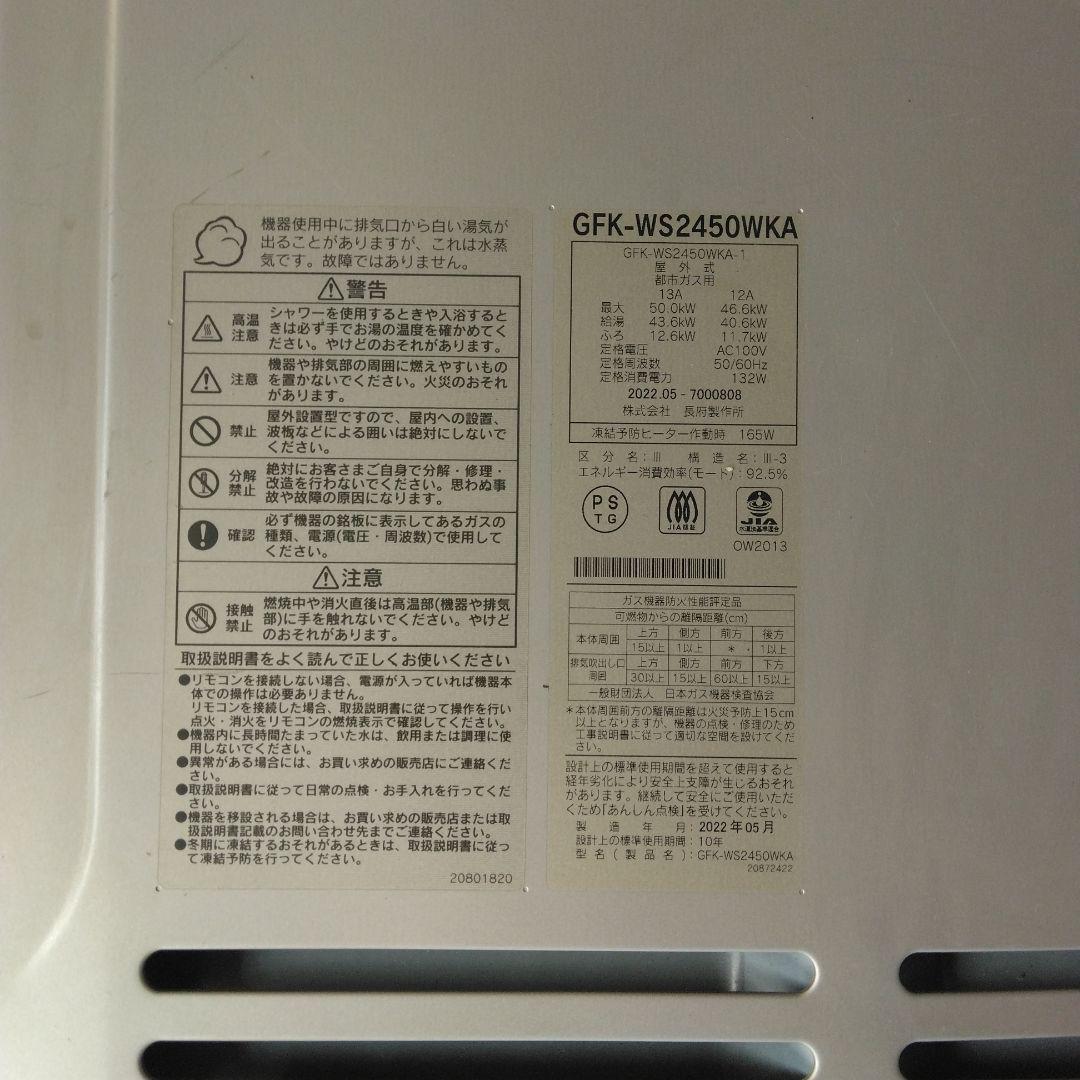 機器使用中に排気口から白い湯気が
出ることがありますが、これは水蒸
気です。故障ではありません。
⚠警告
高温
注意
シャワーを使用するときや入浴すると
きは必ず手でお湯の温度を確かめてく
ださい。やけどのおそれがあります。
注意
機器や排気部の周囲に燃えやすいもの
を置かないでください。火災のおそれ
があります。
禁止
屋外設置型ですので、屋内への設置、
波板などによる囲いは絶対にしないで
ください。
分解
禁止
絶対にお客さまご自身で分解・修理・
改造を行わないでください。思わぬ事
故や故障の原因になります。
確認
必ず機器の銘板に表示してあるガスの
種類、電源(電圧・周波数)で使用して
ください。
⚠注意
接触
禁止
燃焼中や消火直後は高温部(機器や排気
部)に手を触れないでください。やけど
のおそれがあります。
取扱説明書をよく読んで正しくお使いください
●リモコンを接続しない場合、電源が入っていれば機器本
体での操作は必要ありません。
リモコンを接続した場合、取扱説明書に従って操作を行い
点火・消火をリモコンの燃焼表示で確認してください。
●機器内に長時間たまっていた水は、飲用または調理に使
用しないでください。
●異常がある場合には、お買い求めの販売店にご連絡くだ
さい。
●取扱説明書に従って日常の点検・お手入れを行ってくだ
さい。
●機器を移設される場合は、お買い求めの販売店または取
扱説明書記載のお問い合わせ先までご連絡ください。
●冬期に凍結するおそれがあるときは、取扱説明書に従っ
て凍結予防を行ってください。
20801820
GFK-WS2450WKA
GFK-WS2450WKA-1
屋外式
都市ガス用
13A 12A
最大 50.0kW 46.6kW
給湯 43.6kW 40.6kW
ふろ 12.6kW 11.7kW
定格電圧 AC100V
定格周波数 50/60Hz
定格消費電力 132W
2022.05-7000808
株式会社 長府製作所
凍結予防ヒーター作動時 165W
区分名:Ⅲ 構造名:Ⅲ-3
エネルギー消費効率(モード):92.5%
PS
TG
JIA認証
JIA
水道法基準適合
OW2013
ガス機器防火性能評定品
可燃物からの離隔距離(cm)
本体周囲 上方 側方 前方 後方
15以上 1以上 * 1以上
排気吹出し口
周囲 上方 側方 前方 下方
30以上 15以上 60以上 15以上
一般財団法人 日本ガス機器検査協会
*本体周囲前方の離隔距離は火災予防上15cm
以上となりますが、機器の点検・修理のため
工事説明書に従って適切な空間を設けてくだ
さい。
設計上の標準使用期間を超えて使用すると
経年劣化により安全上支障が生じるおそれ
があります。継続して安全にご使用いただ
くため「あんしん点検」を受けてください。
製造年月:2022年05月
設計上の標準使用期間:10年
型名(製品名):GFK-WS2450WKA
20872422